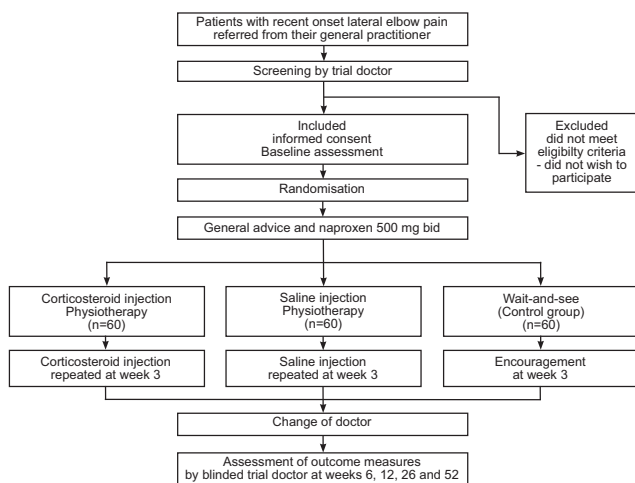 Patients with recent onset lateral elbow pain
referred from their general practitioner
Screening by trial doctor
Included
informed consent
Baseline assessment
Excluded
did not meet
eligibilty criteria
- did not wish to
participate
Randomisation
General advice and naproxen 500 mg bid
Corticosteroid injection
Physiotherapy
(n=60)
Saline injection
Physiotherapy
(n=60)
Wait-and-see
(Control group)
(n=60)
Corticosteroid injection
repeated at week 3
Saline injection
repeated at week 3
Encouragement
at week 3
Change of doctor
Assessment of outcome measures
by blinded trial doctor at weeks 6, 12, 26 and 52